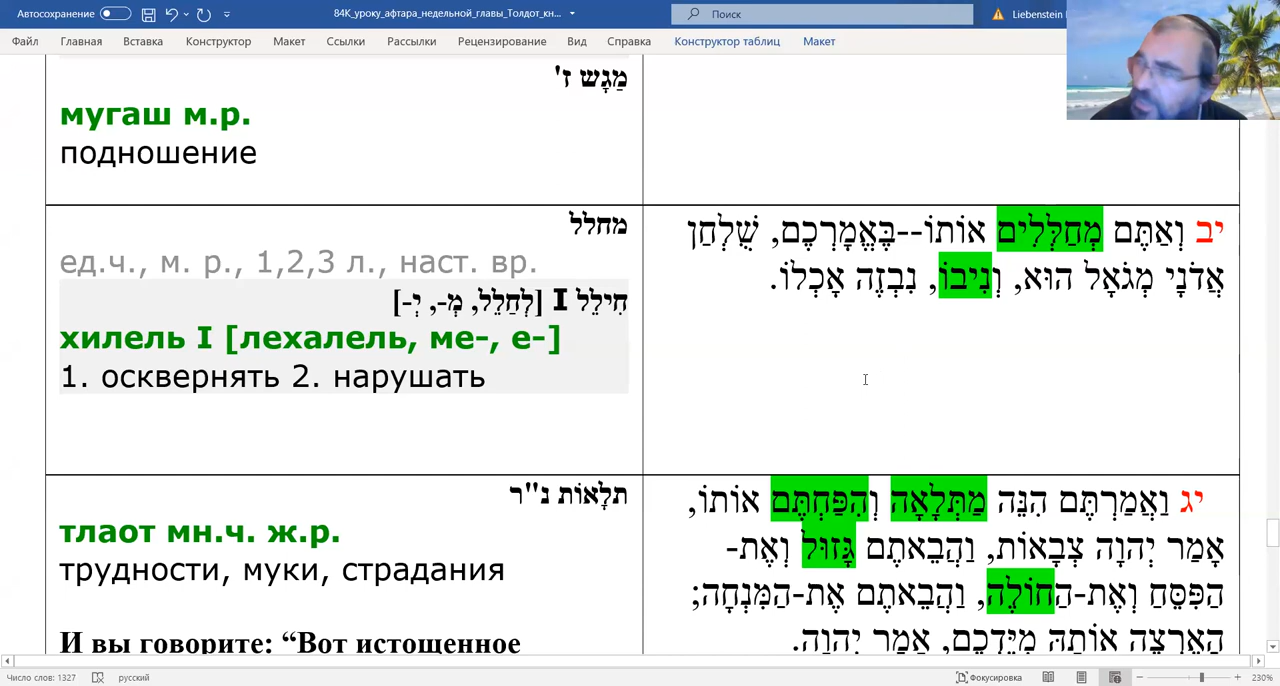 Автосохранение
84К_уроку_афтара_недельной_главы_Толдот_кн...
Поиск
Liebenstein
Файл Главная Вставка Конструктор Макет Ссылки Рассылки Рецензирование Вид Справка Конструктор таблиц Макет
מַגָּש ז'
мугаш м.р.
подношение
מחלל
ед.ч., м. р., 1,2,3 л., наст. вр.
חִילֵל I [לְחַלֵל, מְ-, יְ-]
хилель I [лехалель, ме-, е-]
1. осквернять 2. нарушать
יב וְאַתֶּם מְחַלְּלִים אוֹתוֹ--בֶּאֱמָרְכֶם, שֻׁלְחַן
אֲדֹנָי מְגֹאָל הוּא, וְנִיבוֹ, נִבְזֶה אָכְלוֹ.
תלָאוֹת נ"ר
тлаот мн.ч. ж.р.
трудности, муки, страдания
И вы говорите: “Вот истощенное
יג וַאֲמַרְתֶּם הִנֵּה מַתְּלָאָה וְהִפַּחְתֶּם אוֹתוֹ,
אָמַר יְהוָה צְבָאוֹת, וַהֲבֵאתֶם גָּזוּל וְאֶת-
הַפִּסֵּחַ וְאֶת-הַחוֹלֶה, וַהֲבֵאתֶם אֶת-הַמִּנְחָה;
הַאֶרְצֶה אוֹתָהּ מִיֶּדְכֶם, אָמַר יְהוָה.
Число слов: 1327 русский Фокусировка 230%